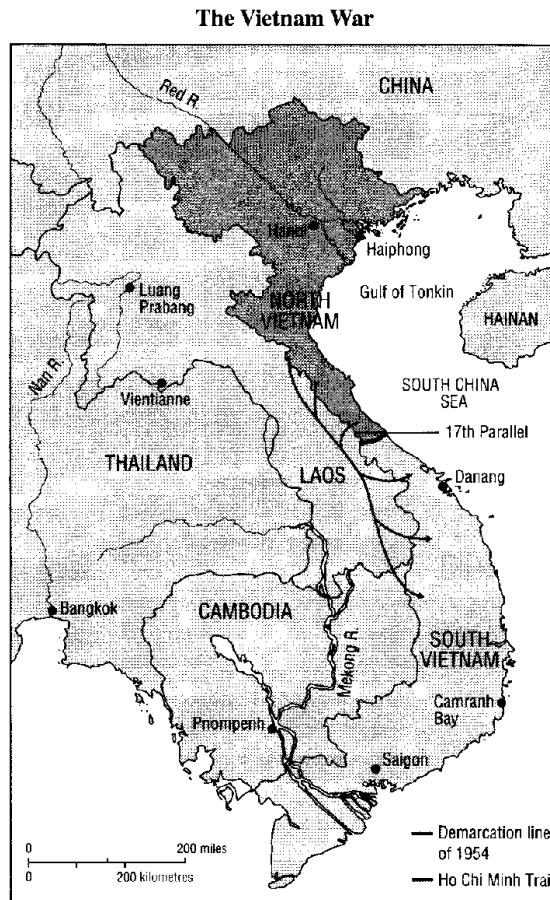 The Vietnam War
CHINA
Red R.
Hanoi
Haiphong
Luang
Prabang
NORTH
VIETNAM
Gulf of Tonkin
HAINAN
Nan R.
Vientianne
SOUTH CHINA
SEA
17th Parallel
THAILAND
LAOS
Danang
Bangkok
CAMBODIA
Mekong R.
SOUTH
VIETNAM
Camranh
Bay
Pnompenh
Saigon
0 200 miles
0 200 kilometres
Demarcation line
of 1954
Ho Chi Minh Trai